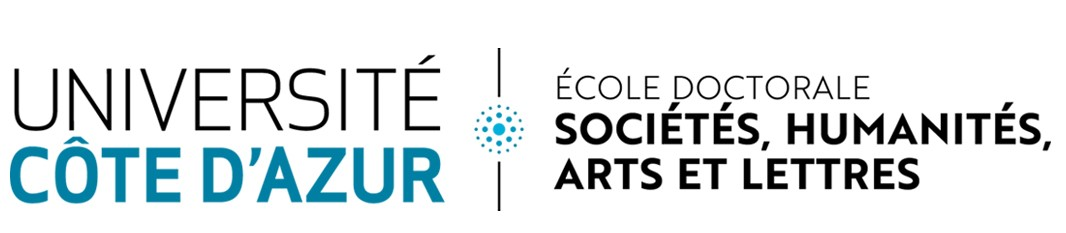 UNIVERSITÉ
CÔTE D'AZUR
ÉCOLE DOCTORALE
SOCIÉTÉS, HUMANITÉS,
ARTS ET LETTRES